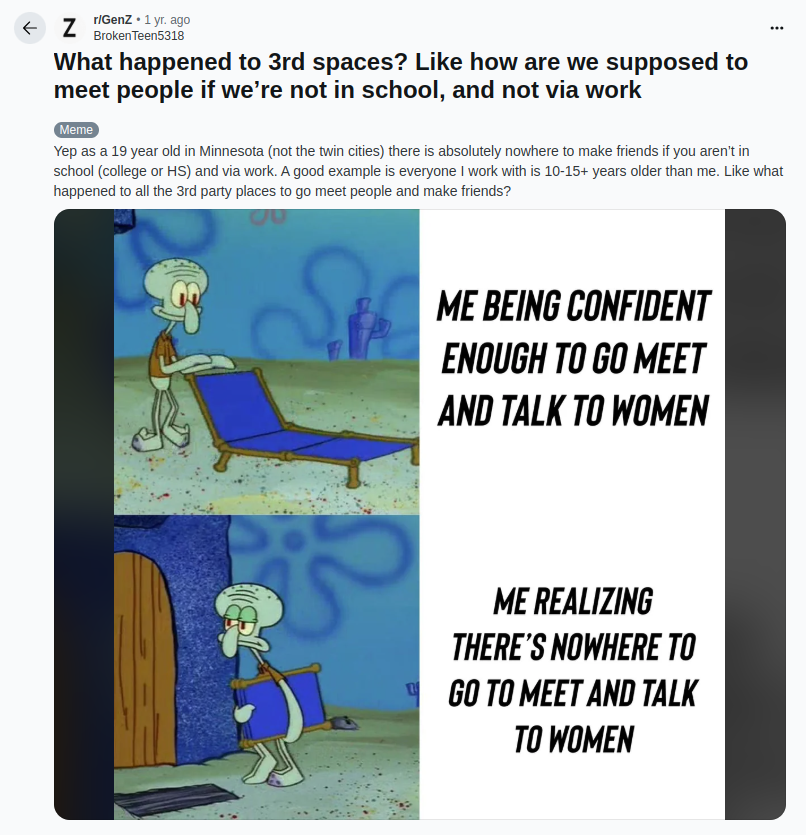 r/GenZ • 1 yr. ago
BrokenTeen5318
What happened to 3rd spaces? Like how are we supposed to
meet people if we’re not in school, and not via work
Meme
Yep as a 19 year old in Minnesota (not the twin cities) there is absolutely nowhere to make friends if you aren’t in
school (college or HS) and via work. A good example is everyone I work with is 10-15+ years older than me. Like what
happened to all the 3rd party places to go meet people and make friends?
ME BEING CONFIDENT
ENOUGH TO GO MEET
AND TALK TO WOMEN
ME REALIZING
THERE’S NOWHERE TO
GO TO MEET AND TALK
TO WOMEN